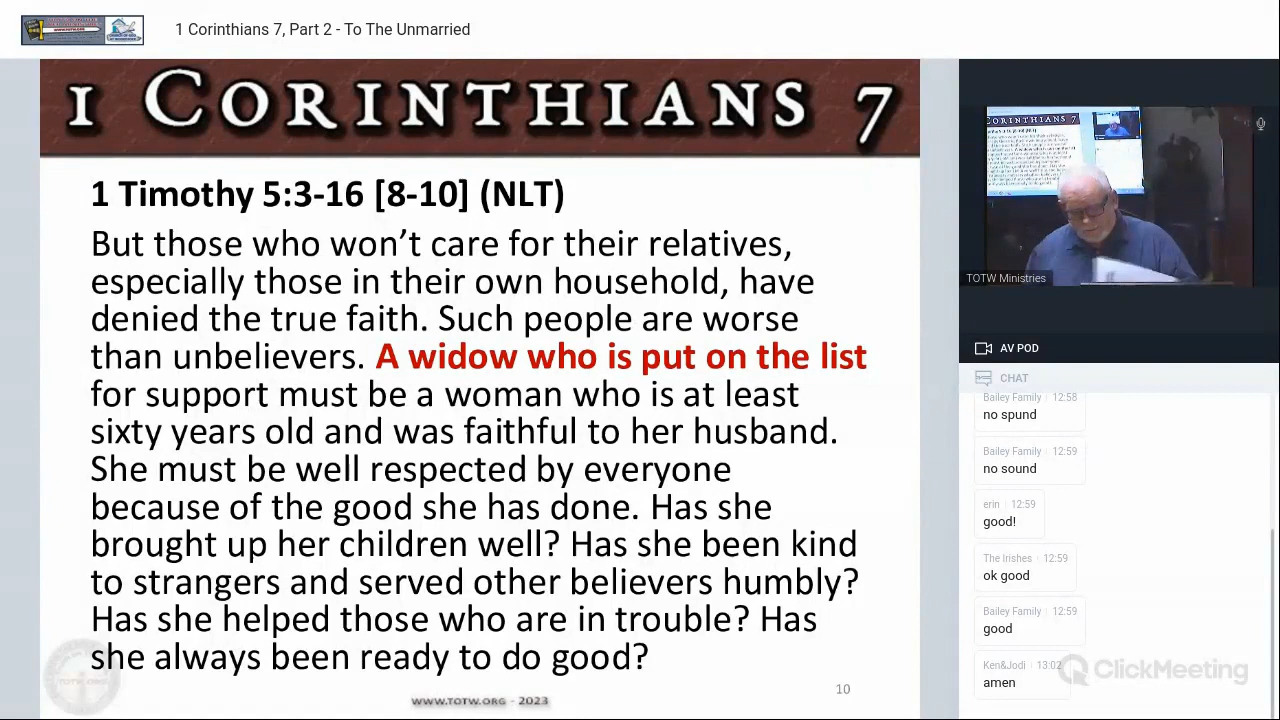 1 Corinthians 7, Part 2 - To The Unmarried
1 CORINTHIANS 7
1 Timothy 5:3-16 [8-10] (NLT)
But those who won’t care for their relatives,
especially those in their own household, have
denied the true faith. Such people are worse
than unbelievers. A widow who is put on the list
for support must be a woman who is at least
sixty years old and was faithful to her husband.
She must be well respected by everyone
because of the good she has done. Has she
brought up her children well? Has she been kind
to strangers and served other believers humbly?
Has she helped those who are in trouble? Has
she always been ready to do good?
WWW.TOTW.ORG - 2023
10
TOTW.ORG
TOTW Ministries
AV POD
CHAT
Bailey Family 12:58
no spund
Bailey Family 12:59
no sound
erin 12:59
good!
The Irishes 12:59
ok good
Bailey Family 12:59
good
Ken&Jodi 13:02
amen
ClickMeeting